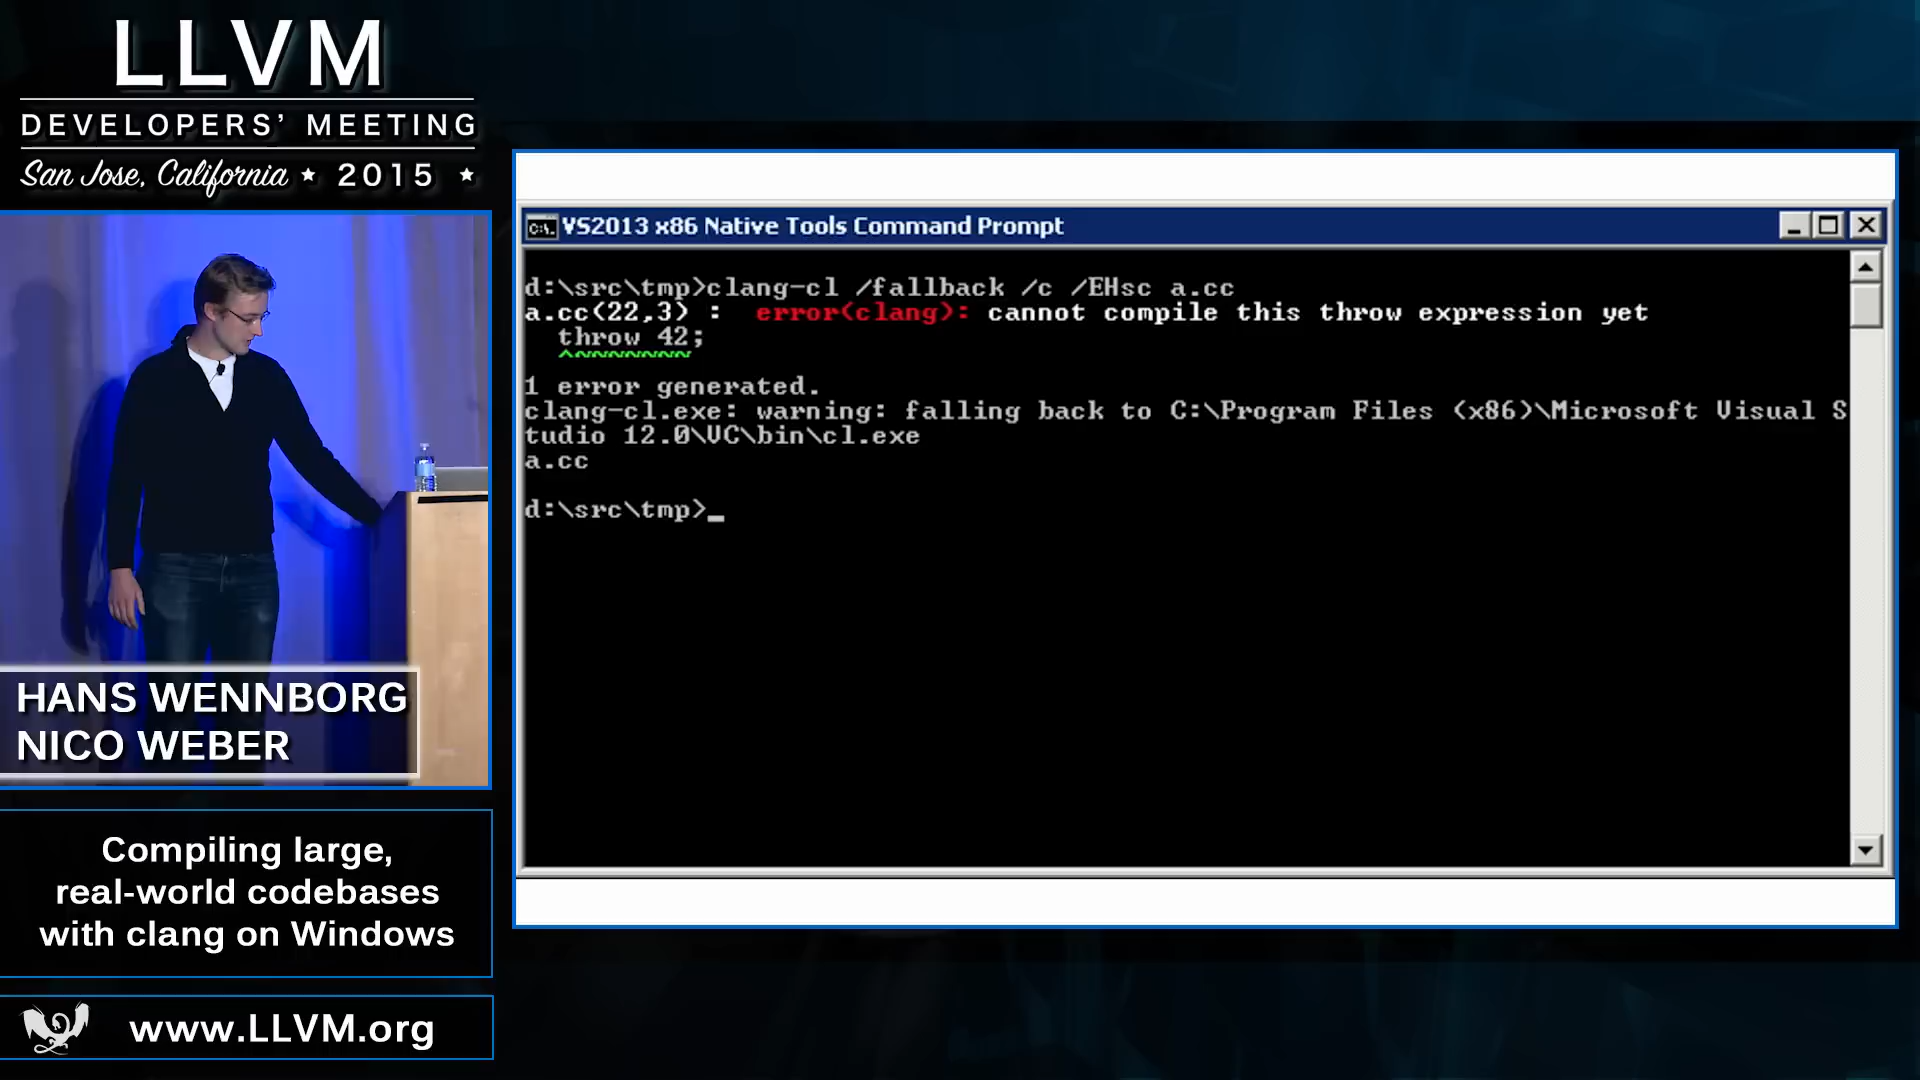 LLVM
DEVELOPERS' MEETING
San Jose, California ★ 2015 ★
HANS WENNBORG
NICO WEBER
Compiling large,
real-world codebases
with clang on Windows
www.LLVM.org
C:\. VS2013 x86 Native Tools Command Prompt
d:\src\tmp>clang-cl /fallback /c /EHsc a.cc
a.cc(22,3) :  error(clang): cannot compile this throw expression yet
  throw 42;
  ^~~~~~~~
1 error generated.
clang-cl.exe: warning: falling back to C:\Program Files (x86)\Microsoft Visual S
tudio 12.0\VC\bin\cl.exe
a.cc
d:\src\tmp>_